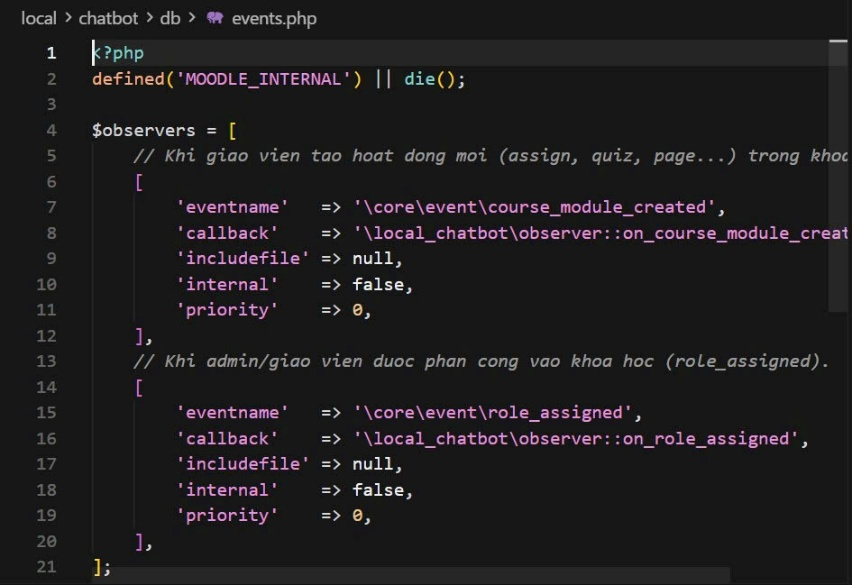 local > chatbot > db > events.php
1 <?php
2 defined('MOODLE_INTERNAL') || die();
3
4 $observers = [
5 // Khi giao vien tao hoat dong moi (assign, quiz, page...) trong
6 [
7 'eventname' => '\core\event\course_module_created',
8 'callback' => '\local_chatbot\observer::on_course_module_creat
9 'includefile' => null,
10 'internal' => false,
11 'priority' => 0,
12 ],
13 // Khi admin/giao vien duoc phan cong vao khoa hoc (role_assigned).
14 [
15 'eventname' => '\core\event\role_assigned',
16 'callback' => '\local_chatbot\observer::on_role_assigned',
17 'includefile' => null,
18 'internal' => false,
19 'priority' => 0,
20 ],
21 ];